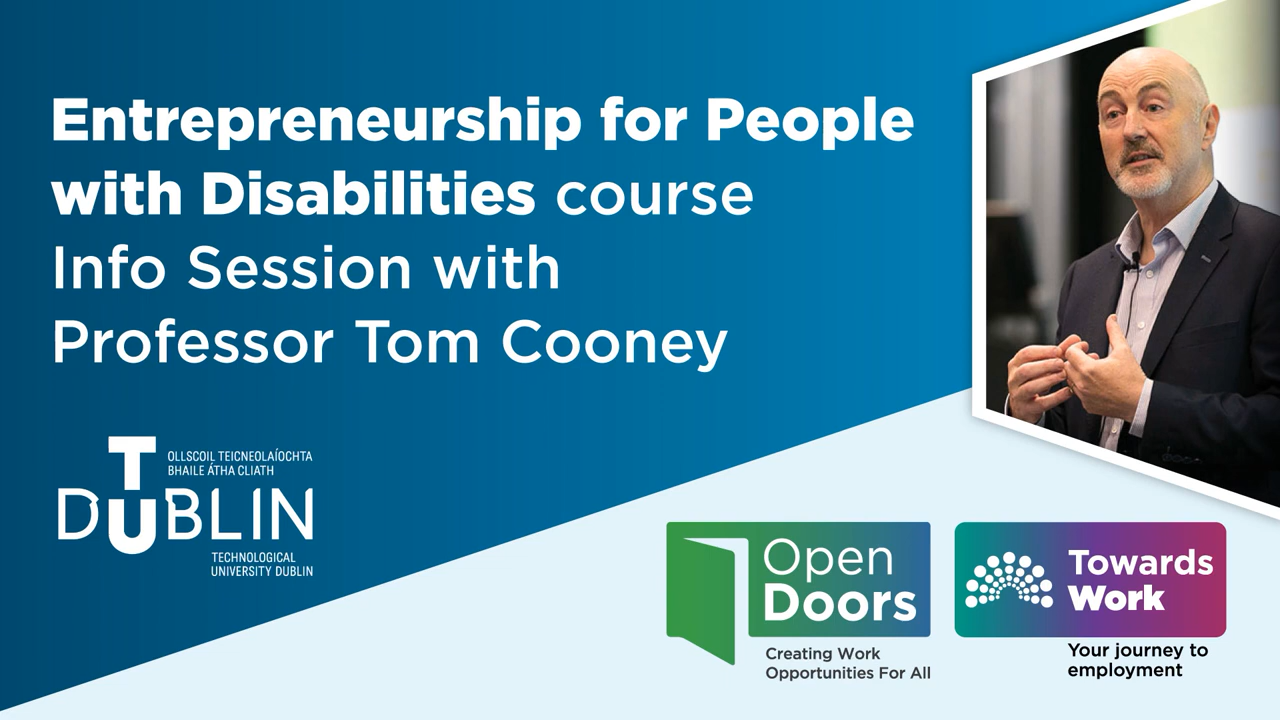 Entrepreneurship for People
with Disabilities course
Info Session with
Professor Tom Cooney
OLLSCOIL TEICNEOLAÍOCHTA
BHAILE ÁTHA CLIATH
TU DUBLIN
TECHNOLOGICAL
UNIVERSITY DUBLIN
Open
Doors
Creating Work
Opportunities For All
Towards
Work
Your journey to
employment